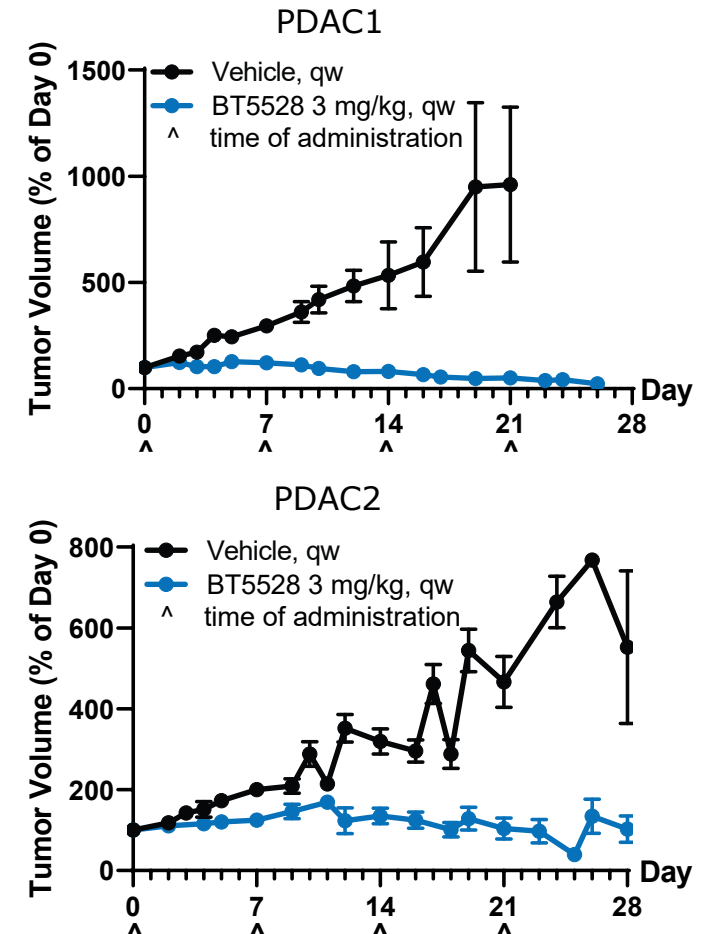 PDAC1
Tumor Volume (% of Day 0)
1500
1000
500
0
Vehicle, qw
BT5528 3 mg/kg, qw
^ time of administration
0 7 14 21 28 Day
^ ^ ^ ^
PDAC2
Tumor Volume (% of Day 0)
800
600
400
200
0
Vehicle, qw
BT5528 3 mg/kg, qw
^ time of administration
0 7 14 21 28 Day
^ ^ ^ ^